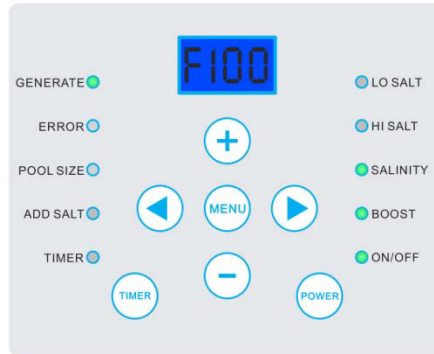 F100
GENERATE
LO SALT
ERROR
+
HI SALT
POOL SIZE
SALINITY
MENU
ADD SALT
BOOST
TIMER
−
ON/OFF
TIMER
POWER